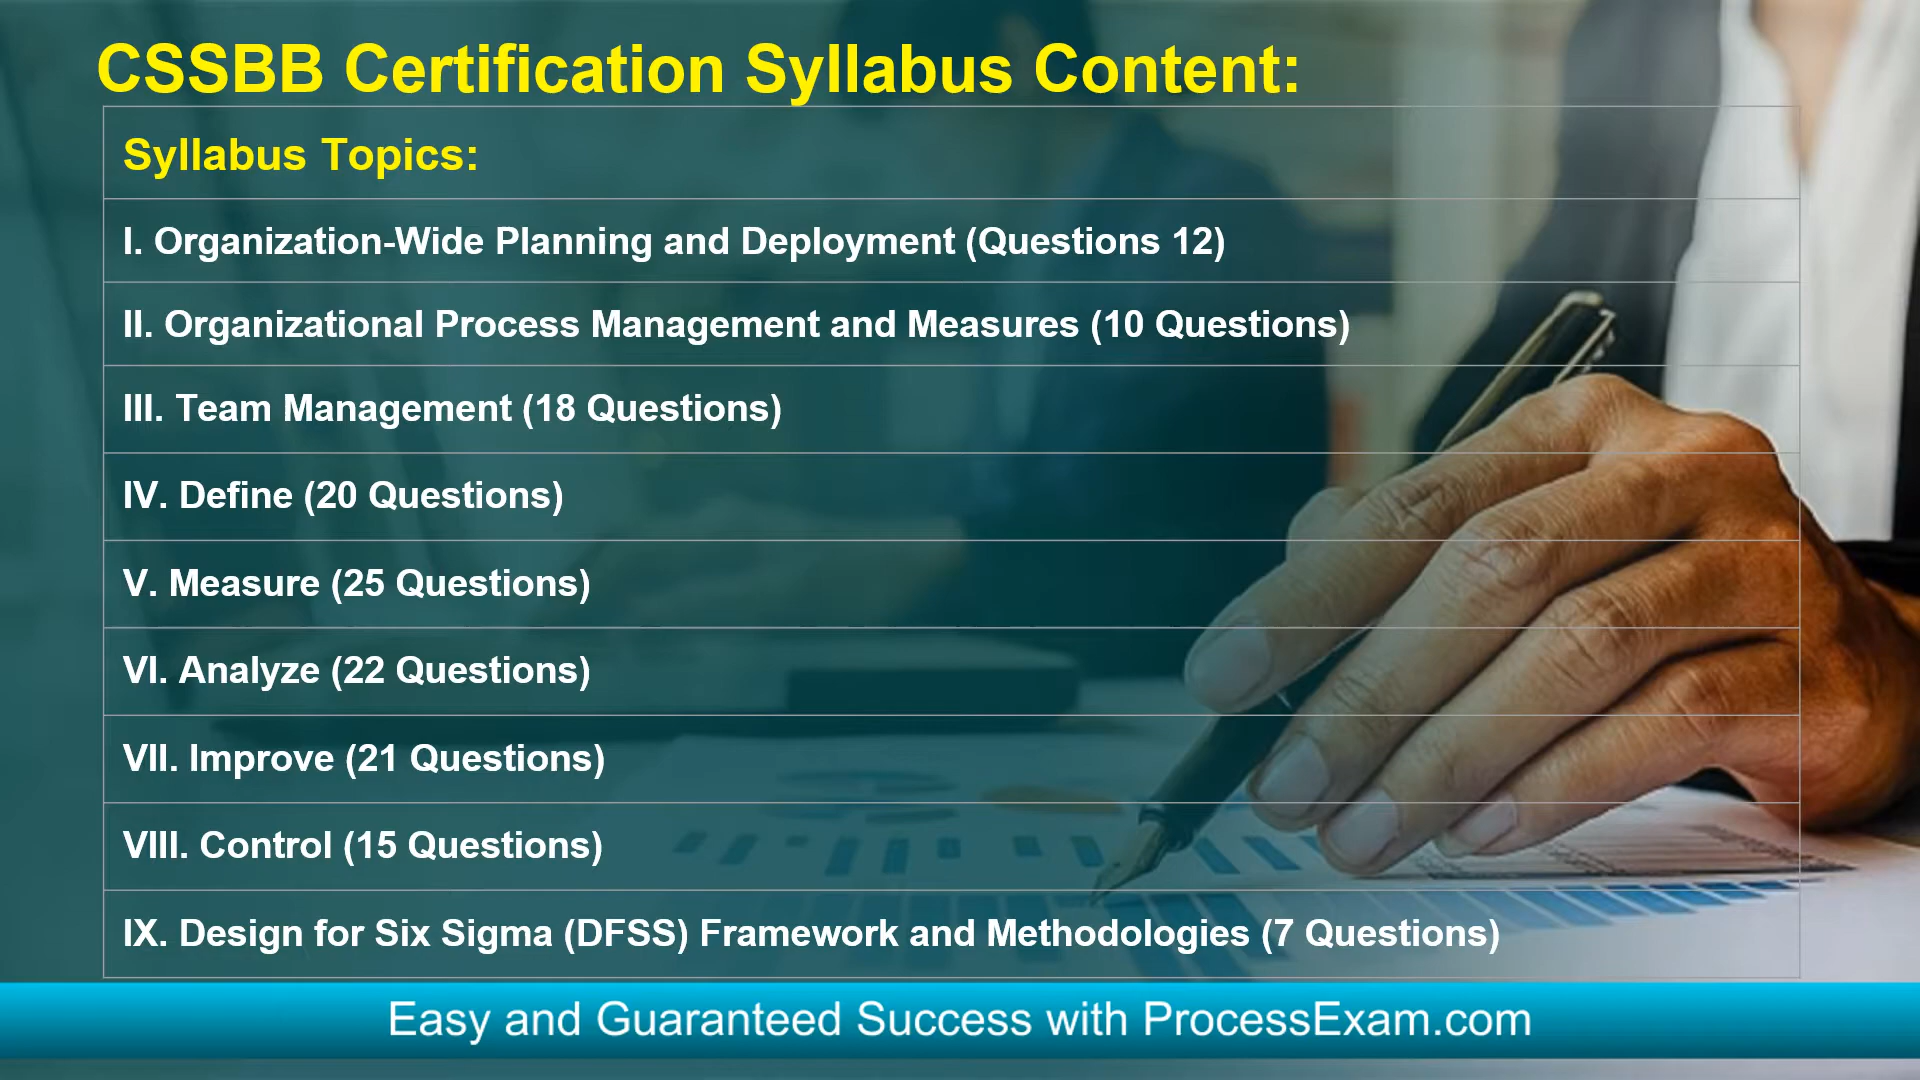 CSSBB Certification Syllabus Content:
Syllabus Topics:
I. Organization-Wide Planning and Deployment (Questions 12)
II. Organizational Process Management and Measures (10 Questions)
III. Team Management (18 Questions)
IV. Define (20 Questions)
V. Measure (25 Questions)
VI. Analyze (22 Questions)
VII. Improve (21 Questions)
VIII. Control (15 Questions)
IX. Design for Six Sigma (DFSS) Framework and Methodologies (7 Questions)
Easy and Guaranteed Success with ProcessExam.com